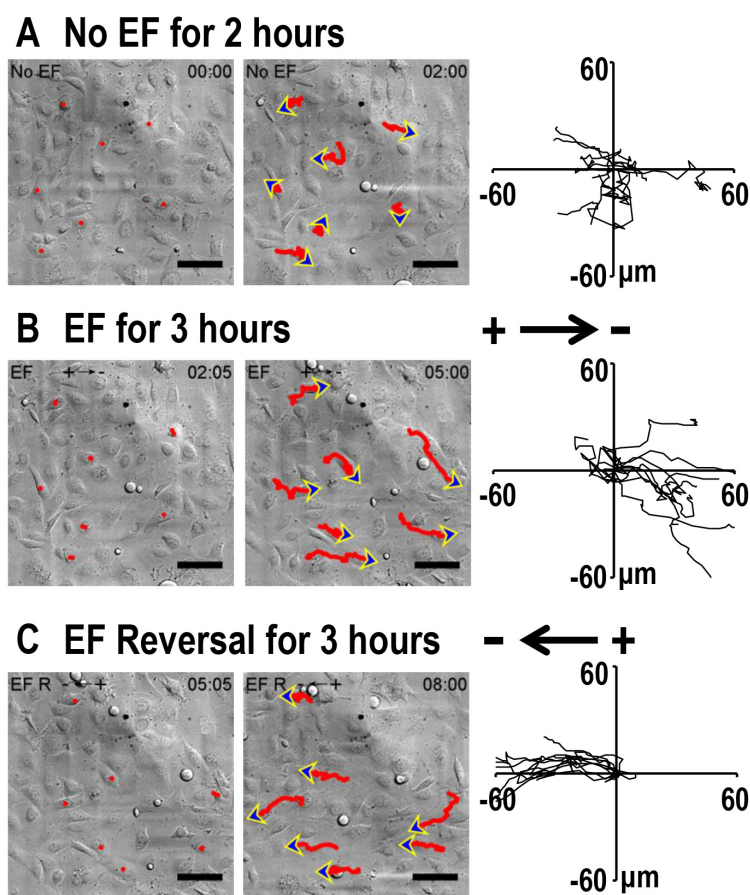 A No EF for 2 hours
No EF 00:00
No EF 02:00
60
-60
60
-60 µm
B EF for 3 hours
+ → -
EF + → - 02:05
EF + → - 05:00
60
-60
60
-60 µm
C EF Reversal for 3 hours
- ← +
EF R - ← + 05:05
EF R - ← + 08:00
60
-60
60
-60 µm